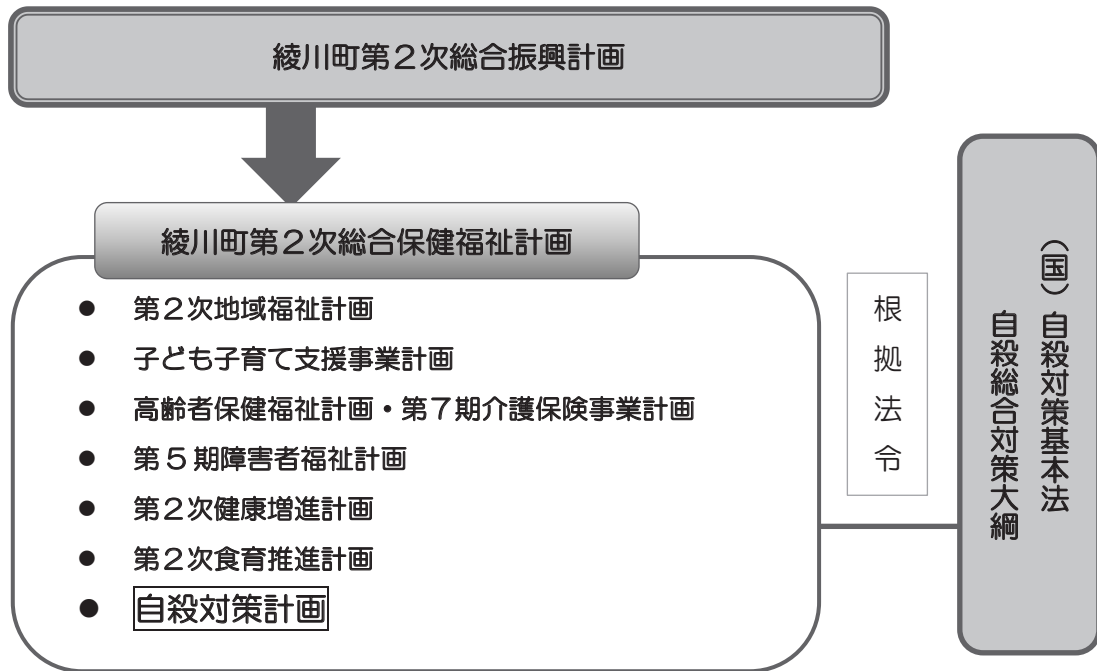 綾川町第２次総合振興計画
綾川町第２次総合保健福祉計画
● 第２次地域福祉計画
● 子ども子育て支援事業計画
● 高齢者保健福祉計画・第７期介護保険事業計画
● 第５期障害者福祉計画
● 第２次健康増進計画
● 第２次食育推進計画
● 自殺対策計画
根拠法令
（国）自殺対策基本法
自殺総合対策大綱